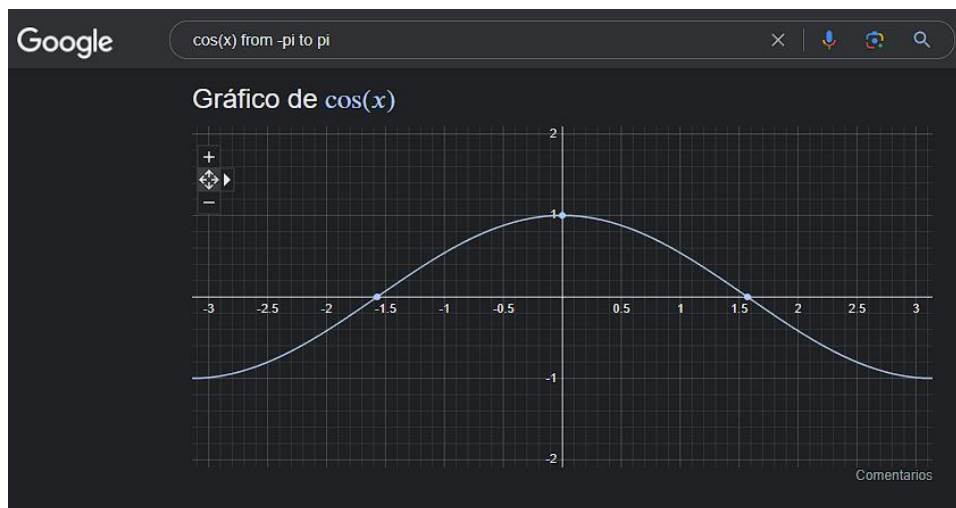 Google
cos(x) from -pi to pi
Gráfico de cos(x)
2
1
-3 -2.5 -2 -1.5 -1 -0.5 0.5 1 1.5 2 2.5 3
-1
-2
Comentarios